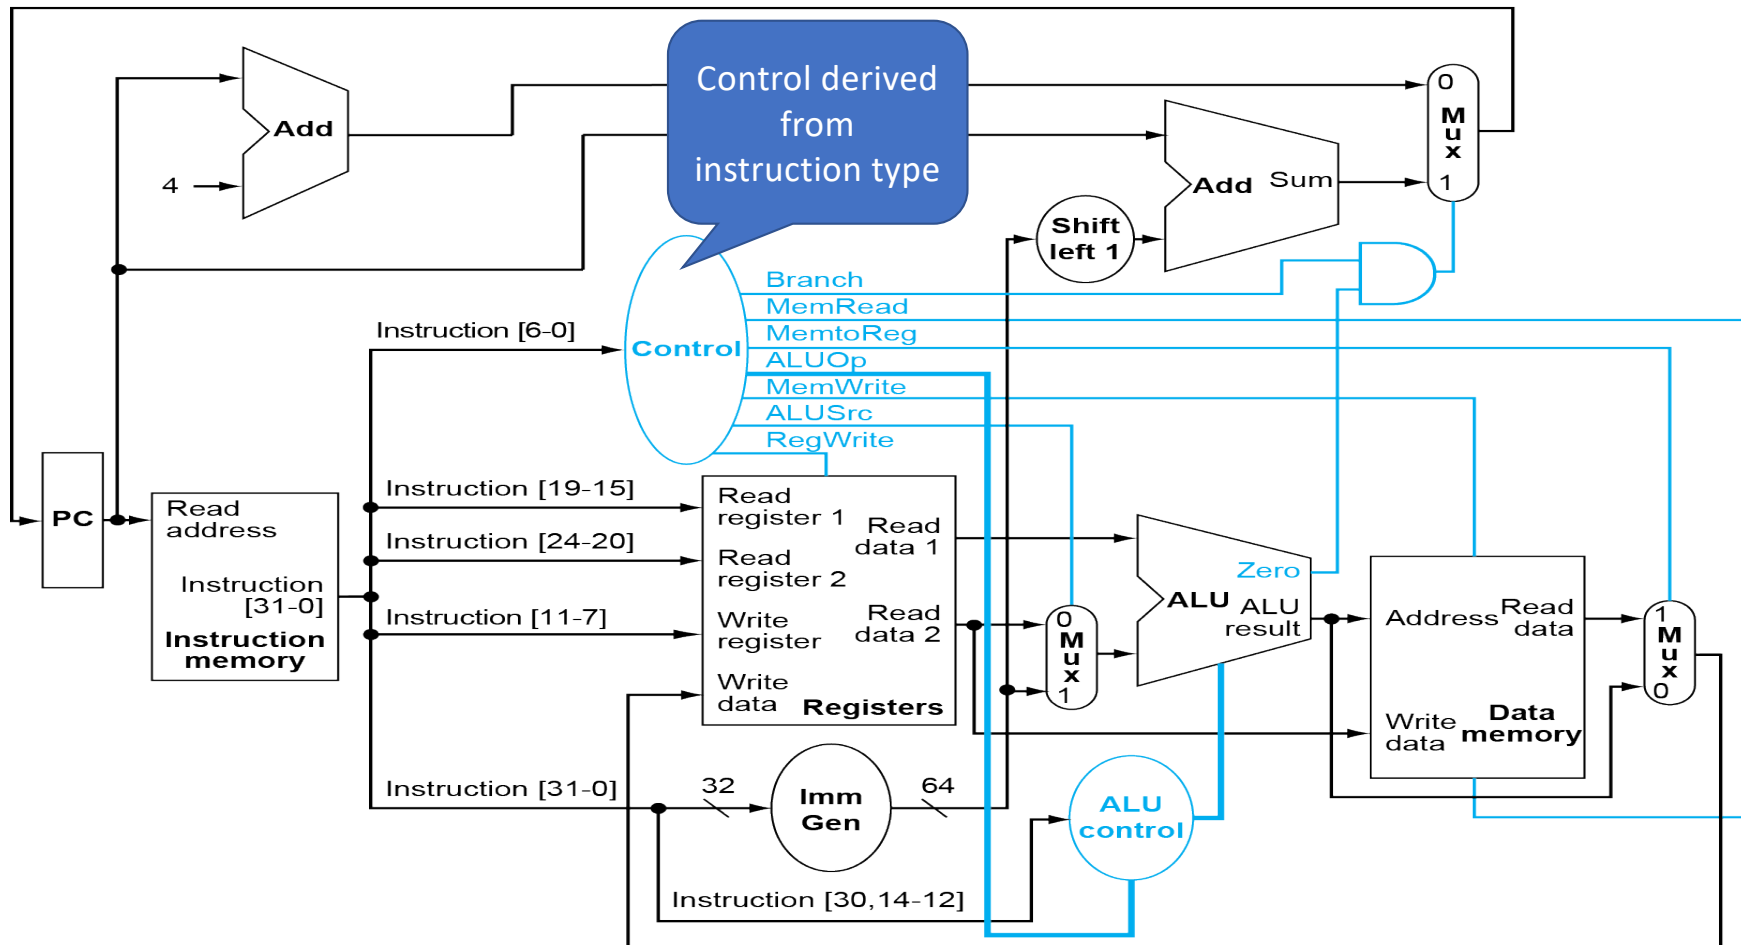 Control derived
from
instruction type
0
Mux
1
Add
4
Add
Sum
Shift
left 1
Branch
MemRead
MemtoReg
ALUOp
MemWrite
ALUSrc
RegWrite
Control
Instruction [6-0]
PC
Read
address
Instruction
[31-0]
Instruction
memory
Instruction [19-15]
Instruction [24-20]
Instruction [11-7]
Instruction [31-0]
Read
register 1
Read
register 2
Write
register
Write
data
Read
data 1
Read
data 2
Registers
0
Mux
1
Zero
ALU
ALU
result
Address
Read
data
Write
data
Data
memory
1
Mux
0
32
Imm
Gen
64
ALU
control
Instruction [30,14-12]